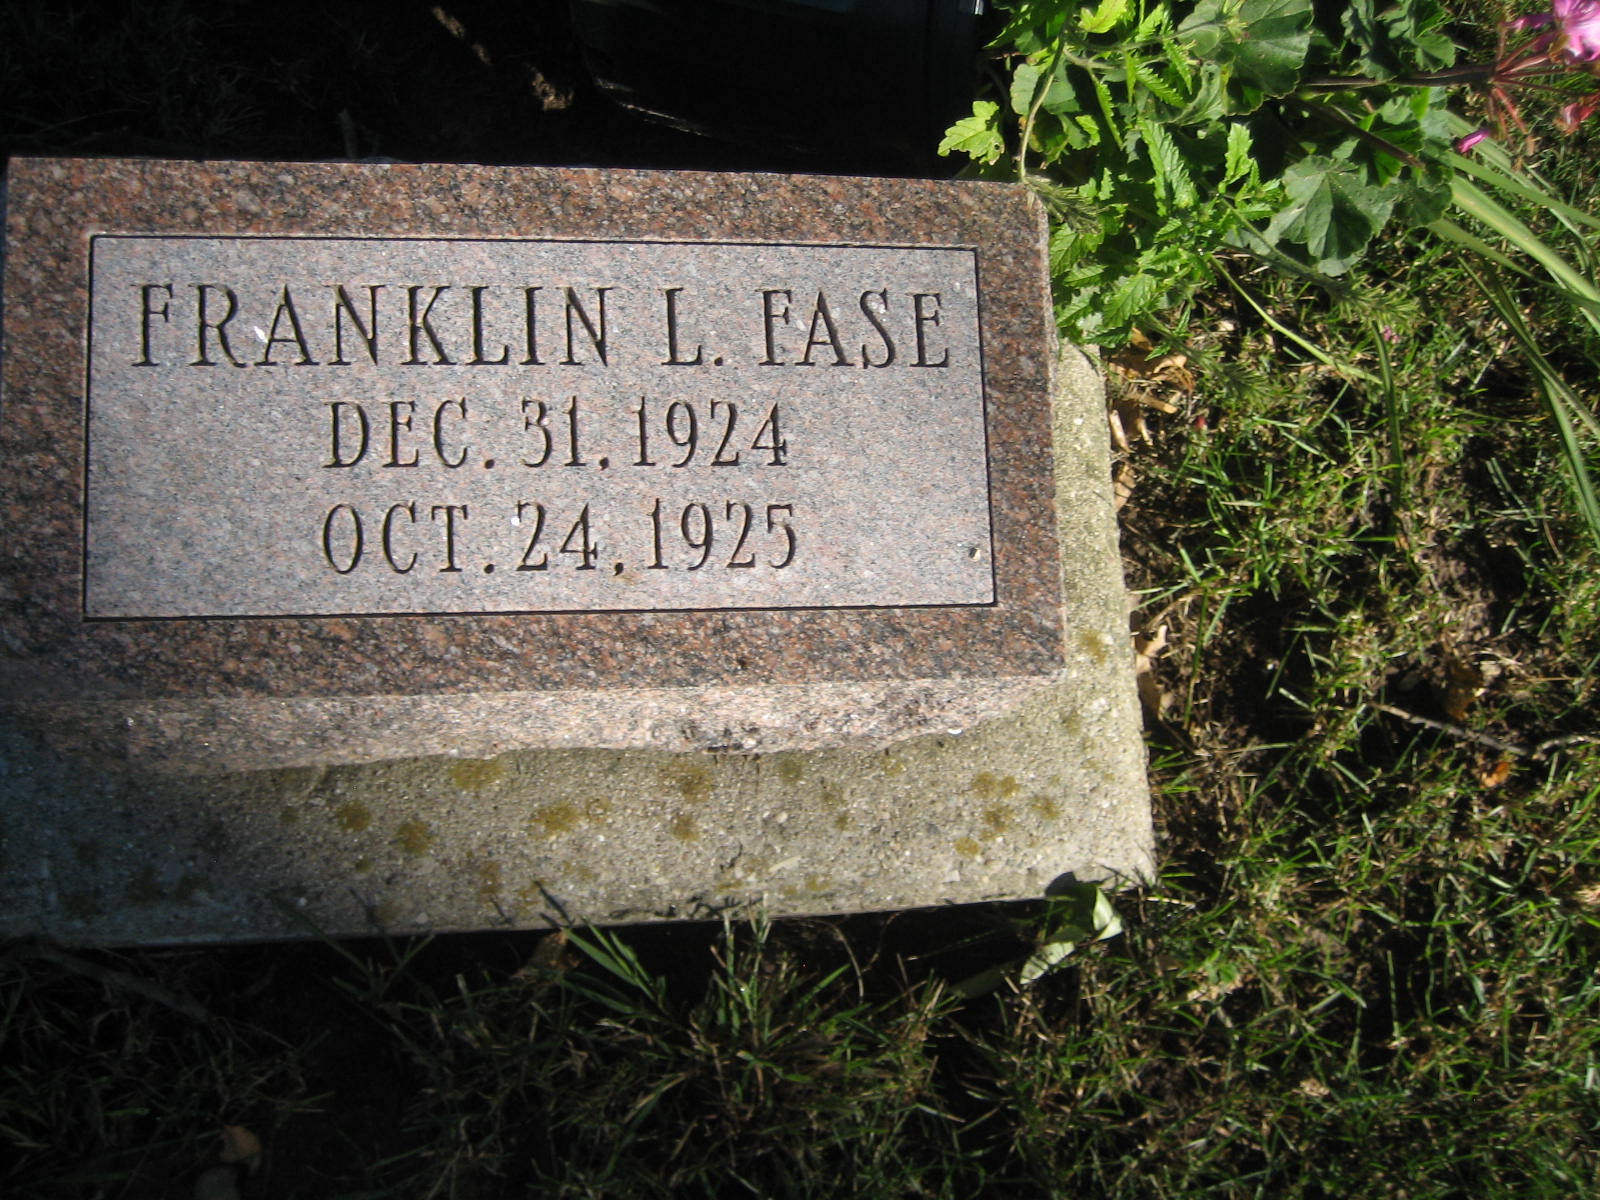 FRANKLIN L. FASE
DEC. 31, 1924
OCT. 24, 1925